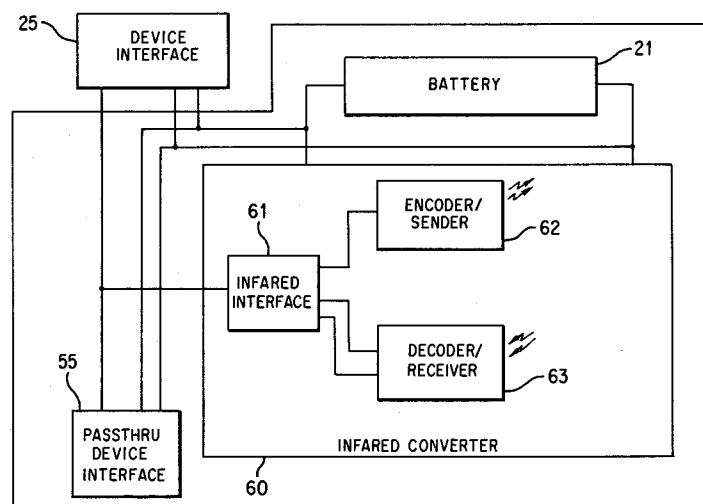 25
DEVICE
INTERFACE
21
BATTERY
61
ENCODER/
SENDER
62
INFARED
INTERFACE
DECODER/
RECEIVER
63
55
PASSTHRU
DEVICE
INTERFACE
INFARED CONVERTER
60